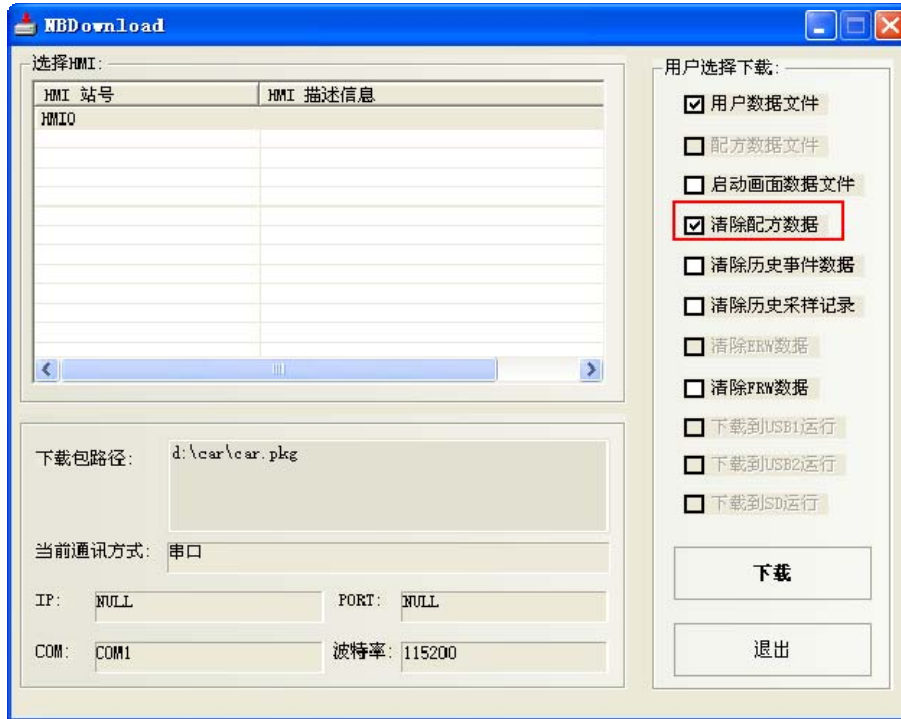 NBDownload
选择HMI:
HMI 站号 HMI 描述信息
HMI0
下载包路径: d:\car\car.pkg
当前通讯方式: 串口
IP: NULL PORT: NULL
COM: COM1 波特率: 115200
用户选择下载:
用户数据文件
配方数据文件
启动画面数据文件
清除配方数据
清除历史事件数据
清除历史采样记录
清除ERW数据
清除FRW数据
下载到USB1运行
下载到USB2运行
下载到SD运行
下载
退出